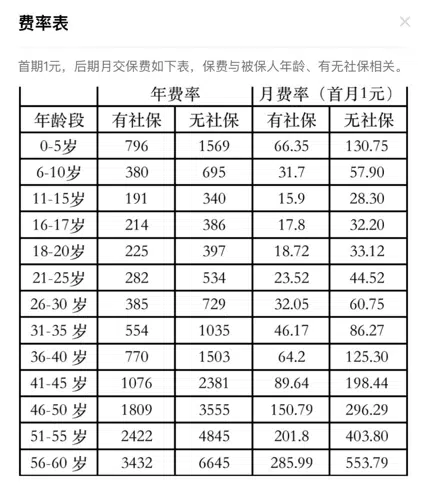 费率表
首期1元，后期月交保费如下表，保费与被保人年龄、有无社保相关。
年费率 月费率（首月1元）
年龄段 有社保 无社保 有社保 无社保
0-5岁 796 1569 66.35 130.75
6-10岁 380 695 31.7 57.90
11-15岁 191 340 15.9 28.30
16-17岁 214 386 17.8 32.20
18-20岁 225 397 18.72 33.12
21-25岁 282 534 23.52 44.52
26-30 岁 385 729 32.05 60.75
31-35 岁 554 1035 46.17 86.27
36-40 岁 770 1503 64.2 125.30
41-45 岁 1076 2381 89.64 198.44
46-50 岁 1809 3555 150.79 296.29
51-55 岁 2422 4845 201.8 403.80
56-60 岁 3432 6645 285.99 553.79